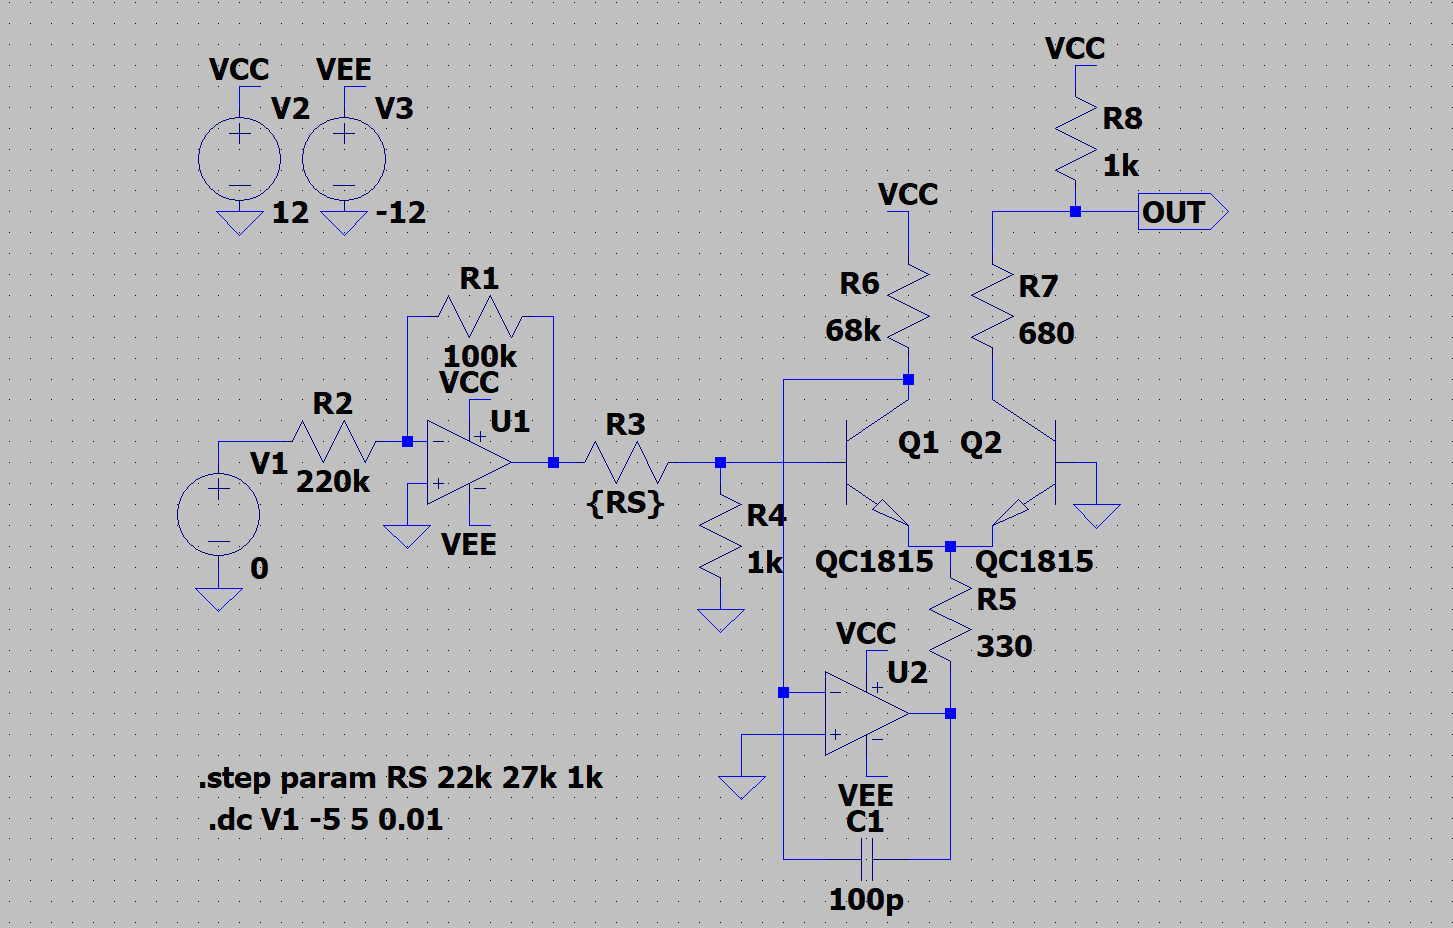 VCC
VCC
VEE
V2
V3
R8
1k
VCC
12
-12
OUT
R1
R6
R7
68k
680
100k
VCC
R2
U1
R3
Q1
Q2
V1
220k
{RS}
R4
VEE
1k
QC1815
QC1815
0
R5
VCC
330
U2
.step param RS 22k 27k 1k
VEE
.dc V1 -5 5 0.01
C1
100p